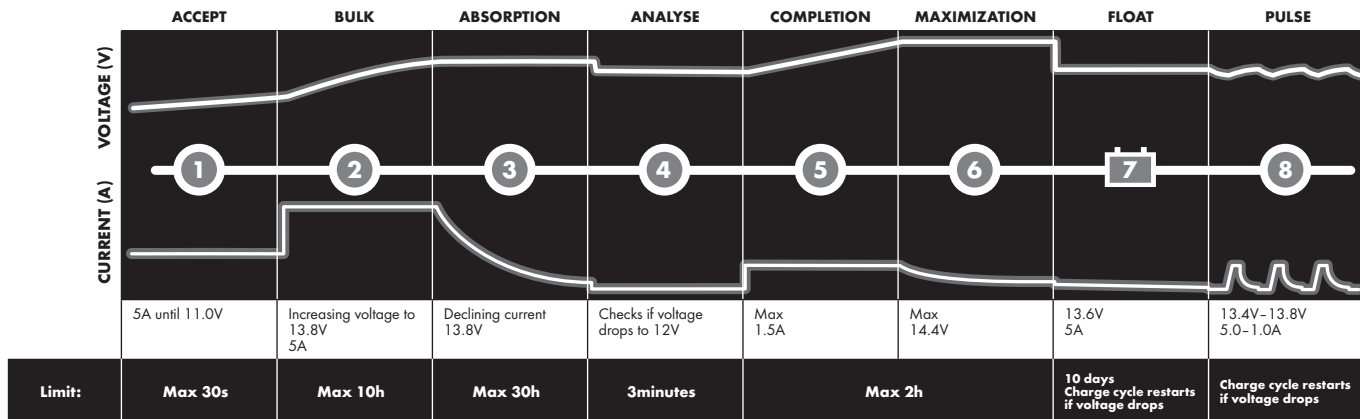 ACCEPT BULK ABSORPTION ANALYSE COMPLETION MAXIMIZATION FLOAT PULSE
VOLTAGE (V)
1 2 3 4 5 6 7 8
CURRENT (A)
5A until 11.0V
Increasing voltage to
13.8V
5A
Declining current
13.8V
Checks if voltage
drops to 12V
Max
1.5A
Max
14.4V
13.6V
5A
13.4V–13.8V
5.0–1.0A
Limit:
Max 30s
Max 10h
Max 30h
3minutes
Max 2h
10 days
Charge cycle restarts
if voltage drops
Charge cycle restarts
if voltage drops